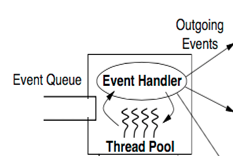 Outgoing
Events
Event Queue
Event Handler
Thread Pool